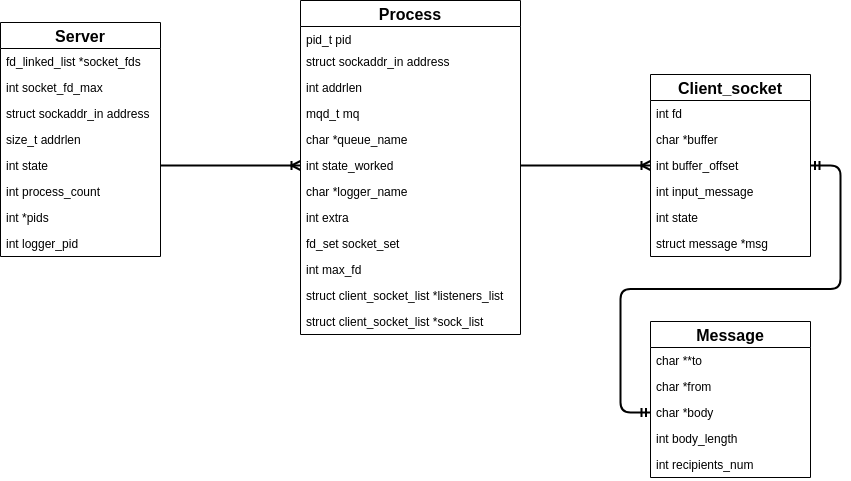 Server
fd_linked_list *socket_fds
int socket_fd_max
struct sockaddr_in address
size_t addrlen
int state
int process_count
int *pids
int logger_pid
Process
pid_t pid
struct sockaddr_in address
int addrlen
mqd_t mq
char *queue_name
int state_worked
char *logger_name
int extra
fd_set socket_set
int max_fd
struct client_socket_list *listeners_list
struct client_socket_list *sock_list
Client_socket
int fd
char *buffer
int buffer_offset
int input_message
int state
struct message *msg
Message
char **to
char *from
char *body
int body_length
int recipients_num